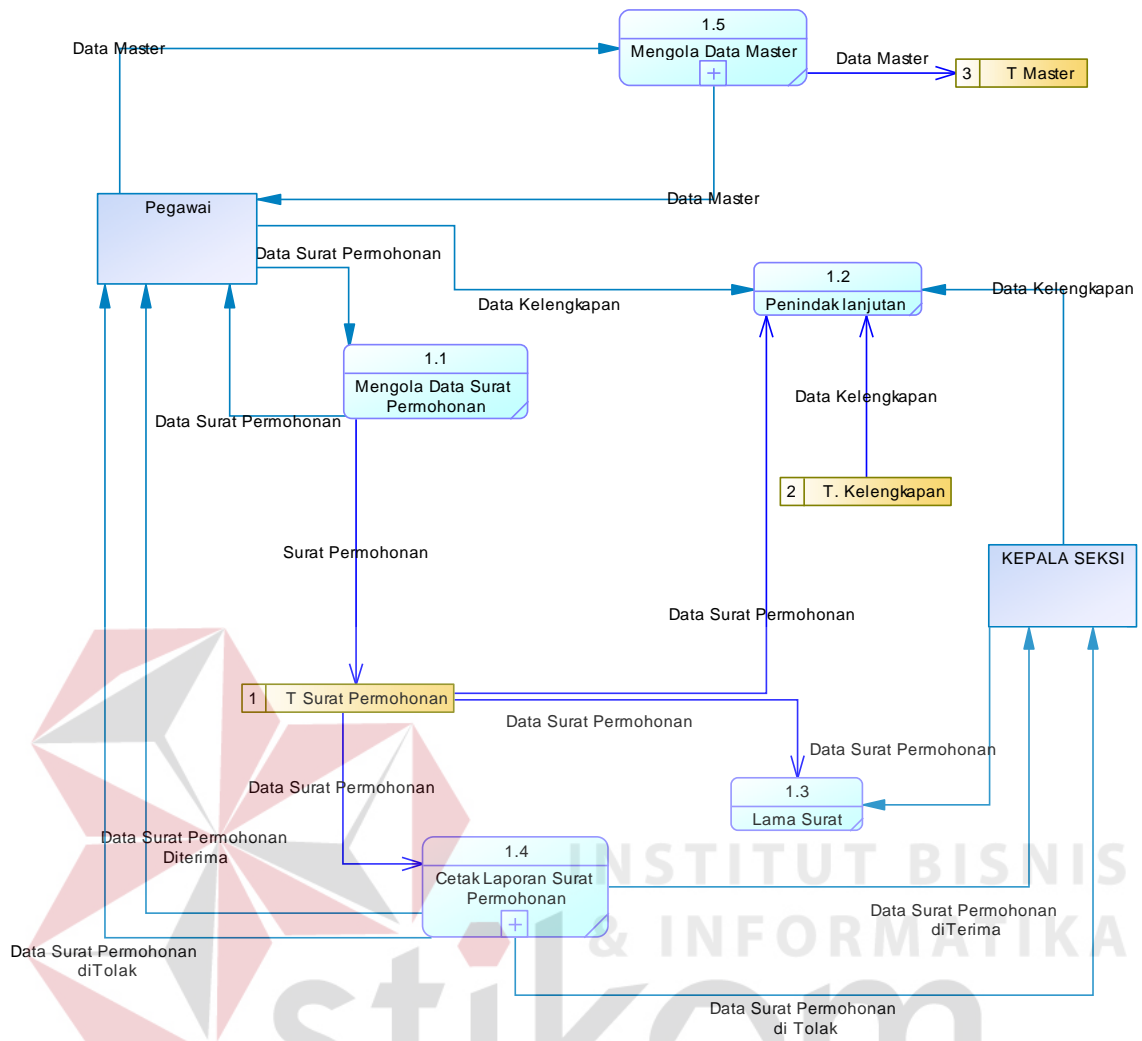 1.5
Data Master
Mengola Data Master
Data Master
3 T Master
Data Master
Pegawai
Data Surat Permohonan
1.2
Data Kelengkapan
Data Kelengkapan
Penindak lanjutan
1.1
Mengola Data Surat
Permohonan
Data Kelengkapan
Data Surat Permohonan
2 T. Kelengkapan
Surat Permohonan
KEPALA SEKSI
Data Surat Permohonan
1 T Surat Permohonan
Data Surat Permohonan
Data Surat Permohonan
Data Surat Permohonan
1.3
Lama Surat
Data Surat Permohonan
Diterima
1.4
Cetak Laporan Surat
Permohonan
INSTITUT BISNIS
Data Surat Permohonan
diTerima
& INFORMATIKA
Data Surat Permohonan
diTolak
stikom
Data Surat Permohonan
di Tolak